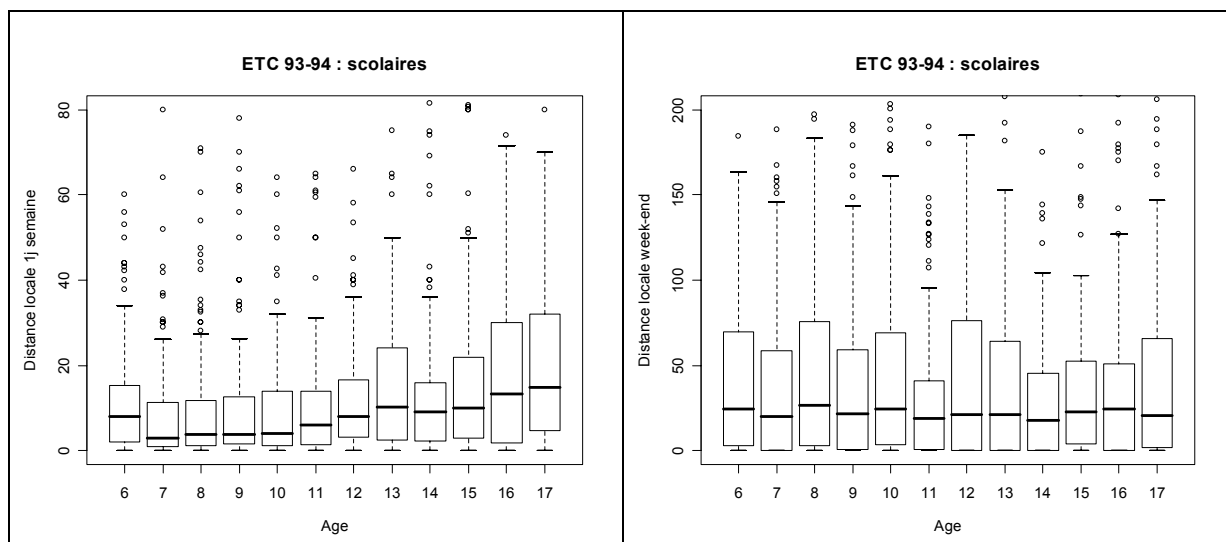 ETC 93-94 : scolaires
80
60
40
20
0
Distance locale 1j semaine
6 7 8 9 10 11 12 13 14 15 16 17
Age
ETC 93-94 : scolaires
200
150
100
50
0
Distance locale week-end
6 7 8 9 10 11 12 13 14 15 16 17
Age